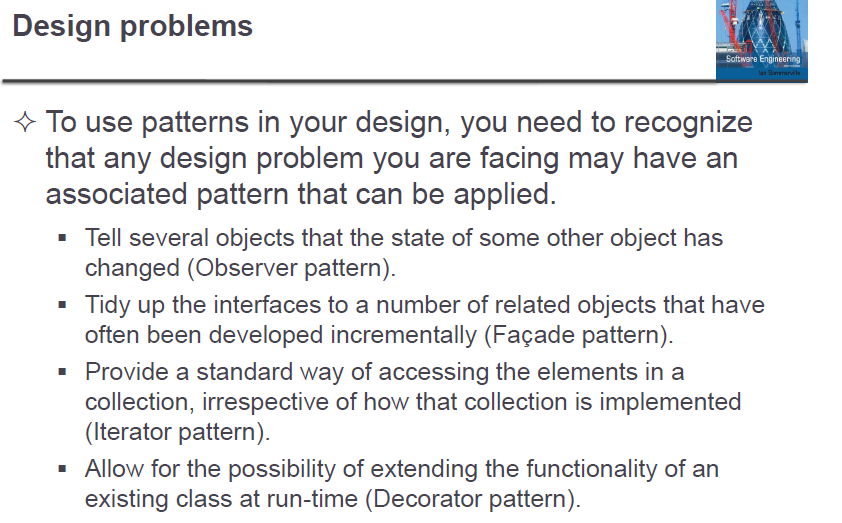 Design problems
Software Engineering
Ian Sommerville
✧ To use patterns in your design, you need to recognize
that any design problem you are facing may have an
associated pattern that can be applied.
▪ Tell several objects that the state of some other object has
changed (Observer pattern).
▪ Tidy up the interfaces to a number of related objects that have
often been developed incrementally (Façade pattern).
▪ Provide a standard way of accessing the elements in a
collection, irrespective of how that collection is implemented
(Iterator pattern).
▪ Allow for the possibility of extending the functionality of an
existing class at run-time (Decorator pattern).